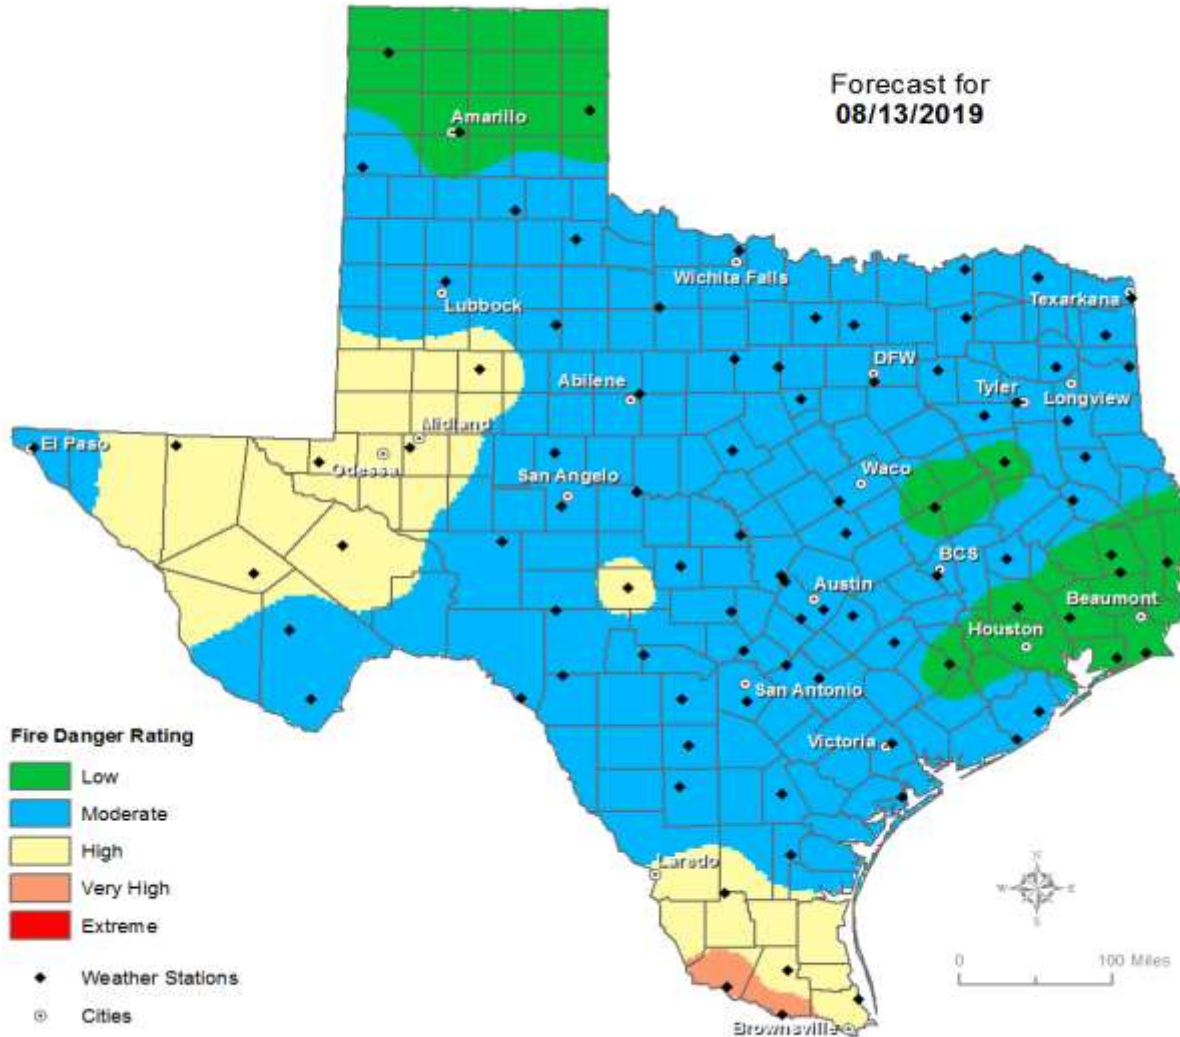 Forecast for
08/13/2019
Amarillo
Wichita Falls
Lubbock
Texarkana
DFW
Abilene
Tyler
Longview
Midland
El Paso
Odessa
San Angelo
Waco
BCS
Austin
Beaumont
Houston
San Antonio
Victoria
Laredo
Brownsville
Fire Danger Rating
Low
Moderate
High
Very High
Extreme
Weather Stations
Cities
N
W E
S
0 100 Miles